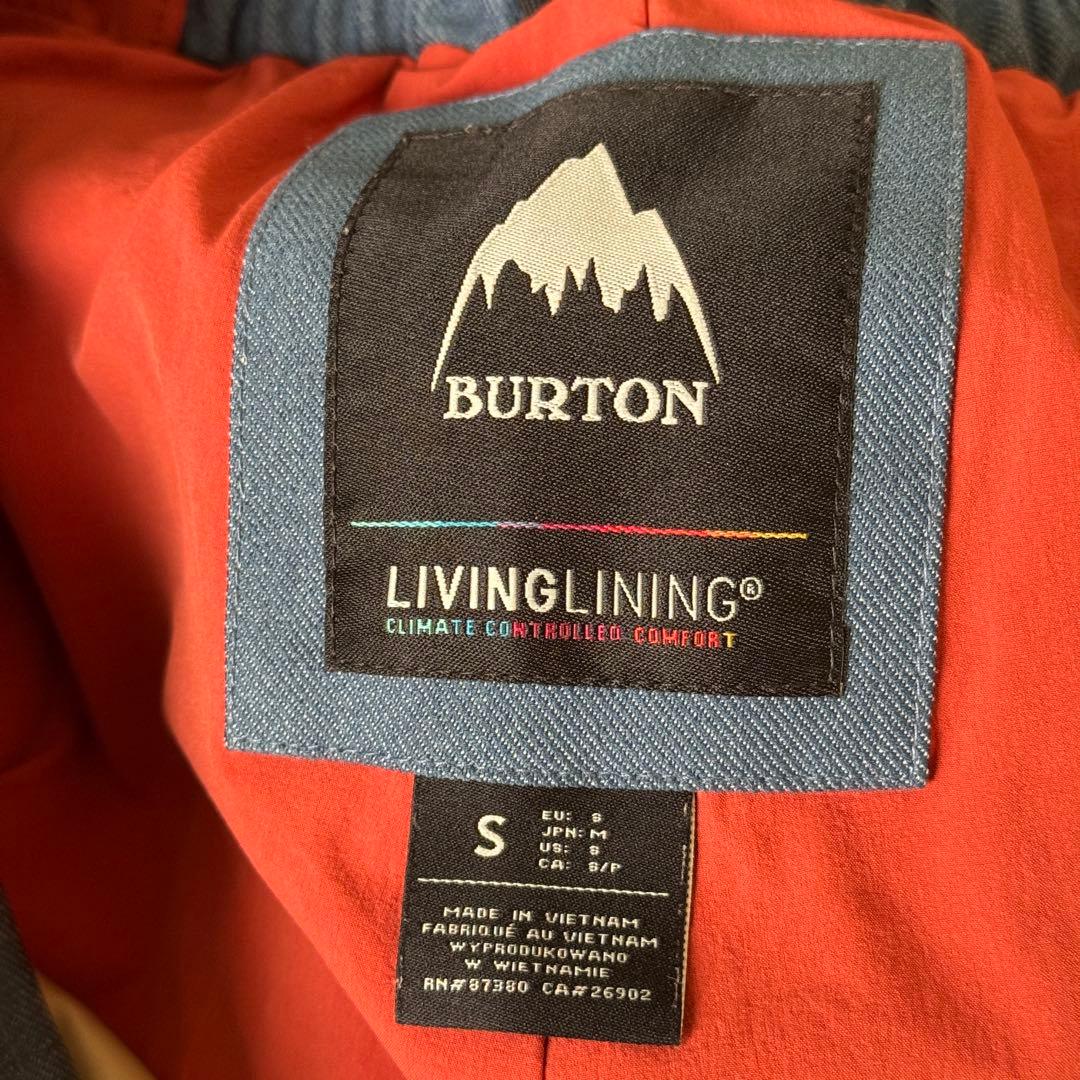 BURTON
LIVINGLINING®
CLIMATE CONTROLLED COMFORT
S
EU: S
JPN: M
US: S
CA: S/P
MADE IN VIETNAM
FABRIQUÉ AU VIETNAM
WYPRODUKOWANO
W WIETNAMIE
RN#87380 CA#26902